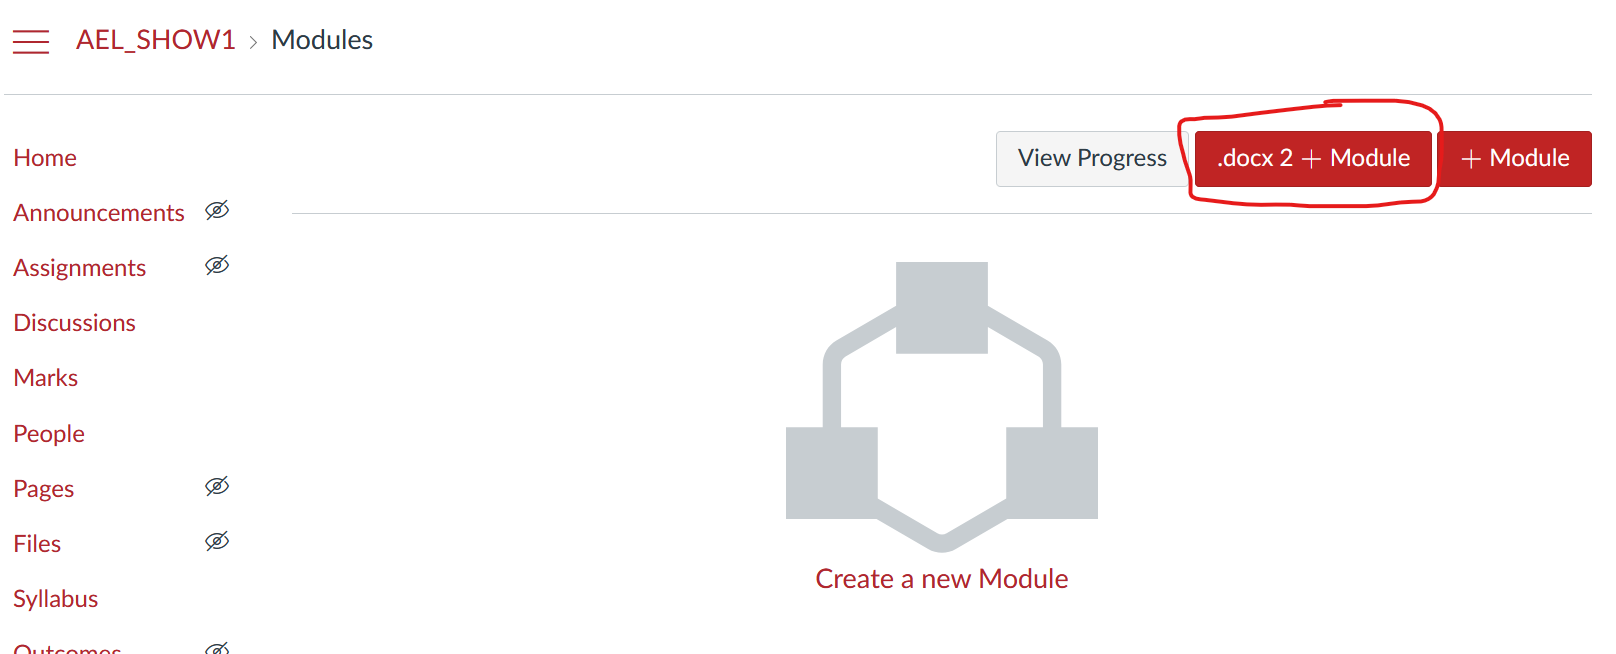 AEL_SHOW1 > Modules
View Progress
.docx 2 + Module
+ Module
Home
Announcements
Assignments
Discussions
Marks
People
Pages
Files
Syllabus
Outcomes
Create a new Module